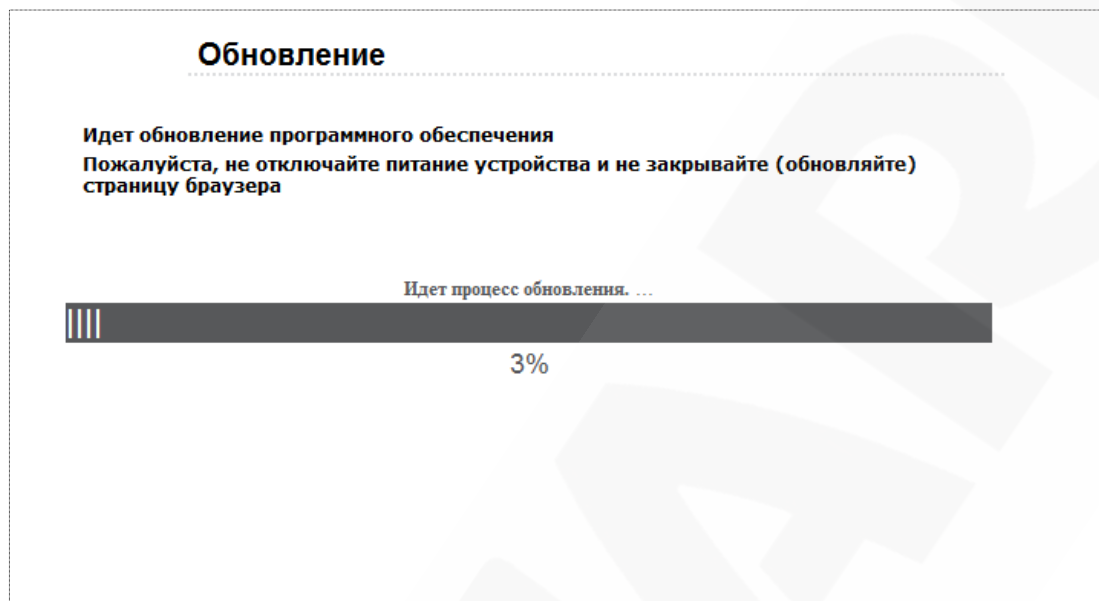 Обновление
Идет обновление программного обеспечения
Пожалуйста, не отключайте питание устройства и не закрывайте (обновляйте)
страницу браузера
Идет процесс обновления. ...
3%